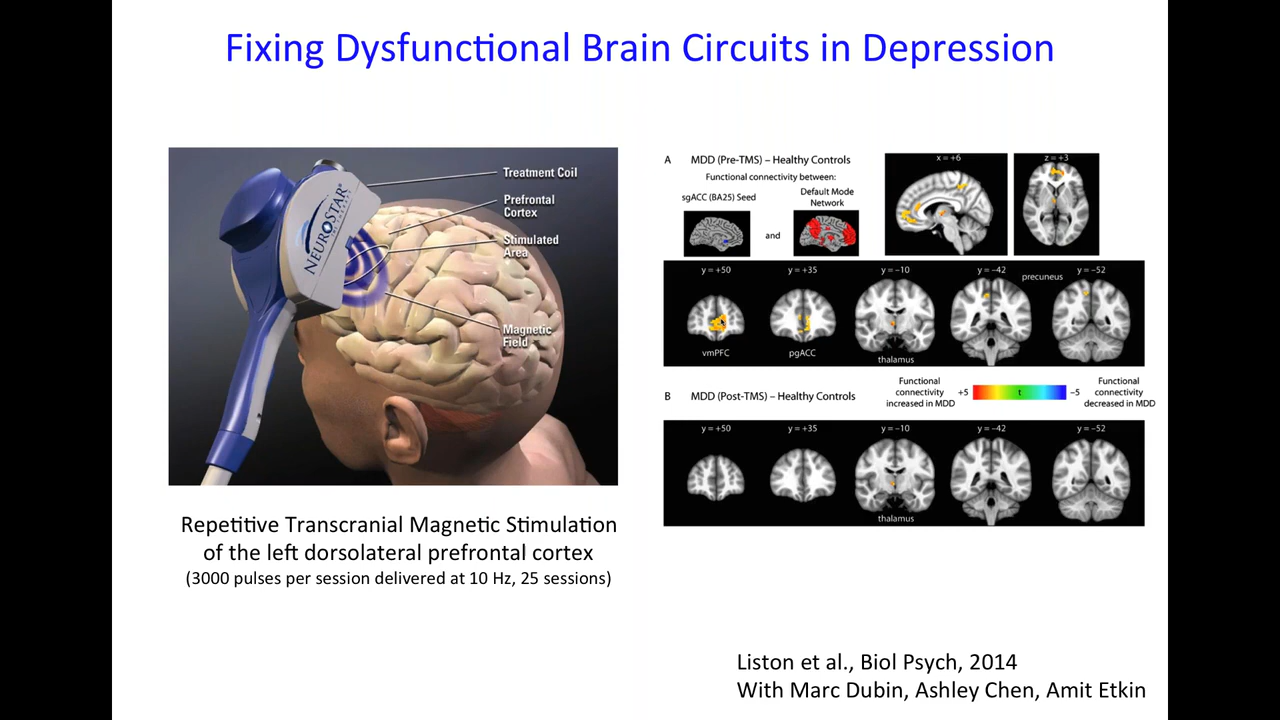 Fixing Dysfunctional Brain Circuits in Depression
NEUROSTAR
Treatment Coil
Prefrontal
Cortex
Stimulated
Area
Magnetic
Field
Repetitive Transcranial Magnetic Stimulation
of the left dorsolateral prefrontal cortex
(3000 pulses per session delivered at 10 Hz, 25 sessions)
A MDD (Pre-TMS) – Healthy Controls
Functional connectivity between:
sgACC (BA25) Seed
and
Default Mode
Network
x = +6
z = +3
y = +50
y = +35
y = −10
y = −42
y = −52
precuneus
vmPFC
pgACC
thalamus
B MDD (Post-TMS) – Healthy Controls
Functional
connectivity
increased in MDD
+5
t
−5
Functional
connectivity
decreased in MDD
y = +50
y = +35
y = −10
y = −42
y = −52
thalamus
Liston et al., Biol Psych, 2014
With Marc Dubin, Ashley Chen, Amit Etkin